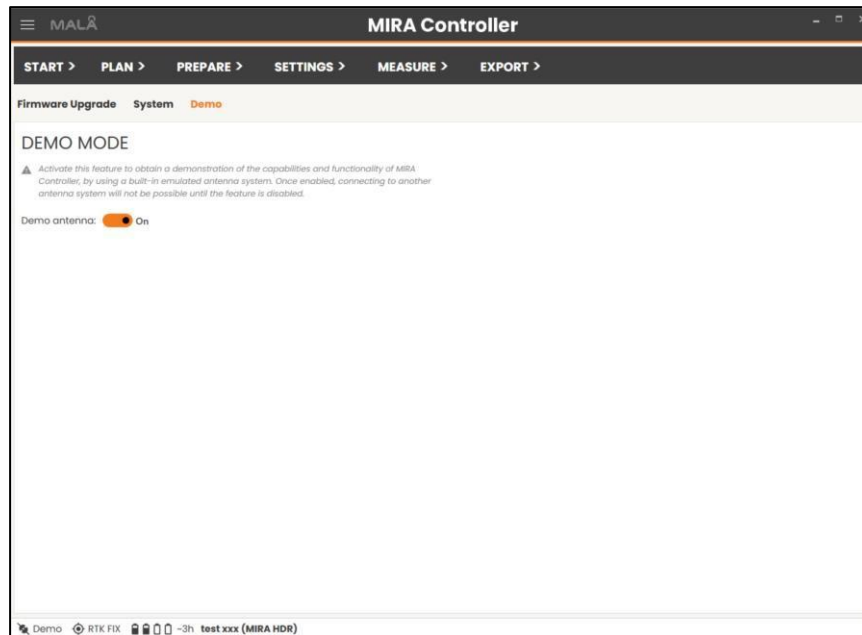 MALÅ
MIRA Controller
START > PLAN > PREPARE > SETTINGS > MEASURE > EXPORT >
Firmware Upgrade System Demo
DEMO MODE
Activate this feature to obtain a demonstration of the capabilities and functionality of MIRA
Controller, by using a built-in emulated antenna system. Once enabled, connecting to another
antenna system will not be possible until the feature is disabled.
Demo antenna: On
Demo RTK FIX ~3h test xxx (MIRA HDR)